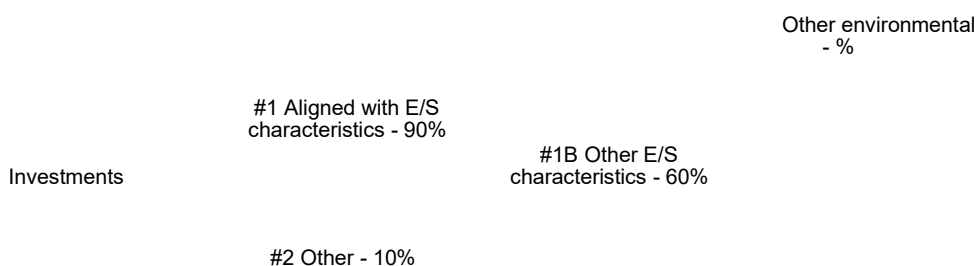 Other environmental
- %
#1 Aligned with E/S
characteristics - 90%
#1B Other E/S
characteristics - 60%
Investments
#2 Other - 10%